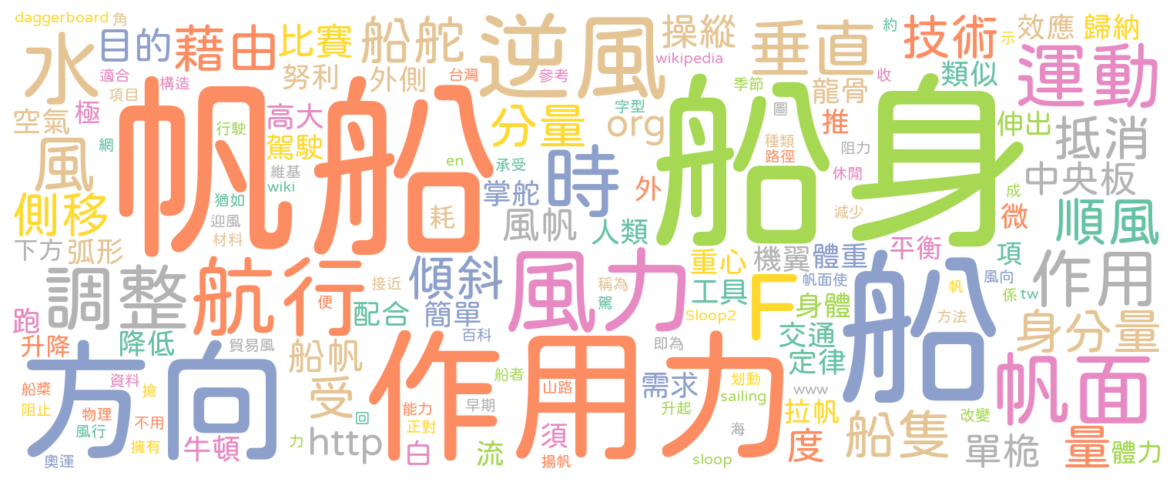 daggerboard 角
水
目的
藉由
比賽
船舵
逆風
操縱
垂直
技術
約
示
效應
歸納
wikipedia
適合
構造
努利
外側
台灣
參考
類似
運動
項目
空氣
極
高大
字型
季節
收
龍骨
帆船
分量
org
圖
船身
推
伸出
抵消
網
行駛
駕駛
風
en
承受
時
種類
路徑
阻力
維基
wiki
掌舵
外
休閒
中央板
側移
猶如
耗
風帆
人類
減少
成
微
順風
迎風
材料
下方
弧形
平衡
項
調整
航行
接近
傾斜
風力
稱為
重心
機翼
體重
帆面使
船
風向
作用
便
駕
工具
F
身體
係
tw
帆
跑
配合
簡單
百科
Sloop2
交通
方法
身分量
升降
降低
貿易風
船帆
作用力
即為
定律
帆面
方向
船槳
資料
搶
受
船者
山路
需求
划動
www
阻止
物理
不用
能力
早期
升起
sailing
拉帆
船隻
改變
風行
擁有
回
正對
海
奧運
牛頓
力
http
白
流
須
揚帆
sloop
度
單桅
量
體力